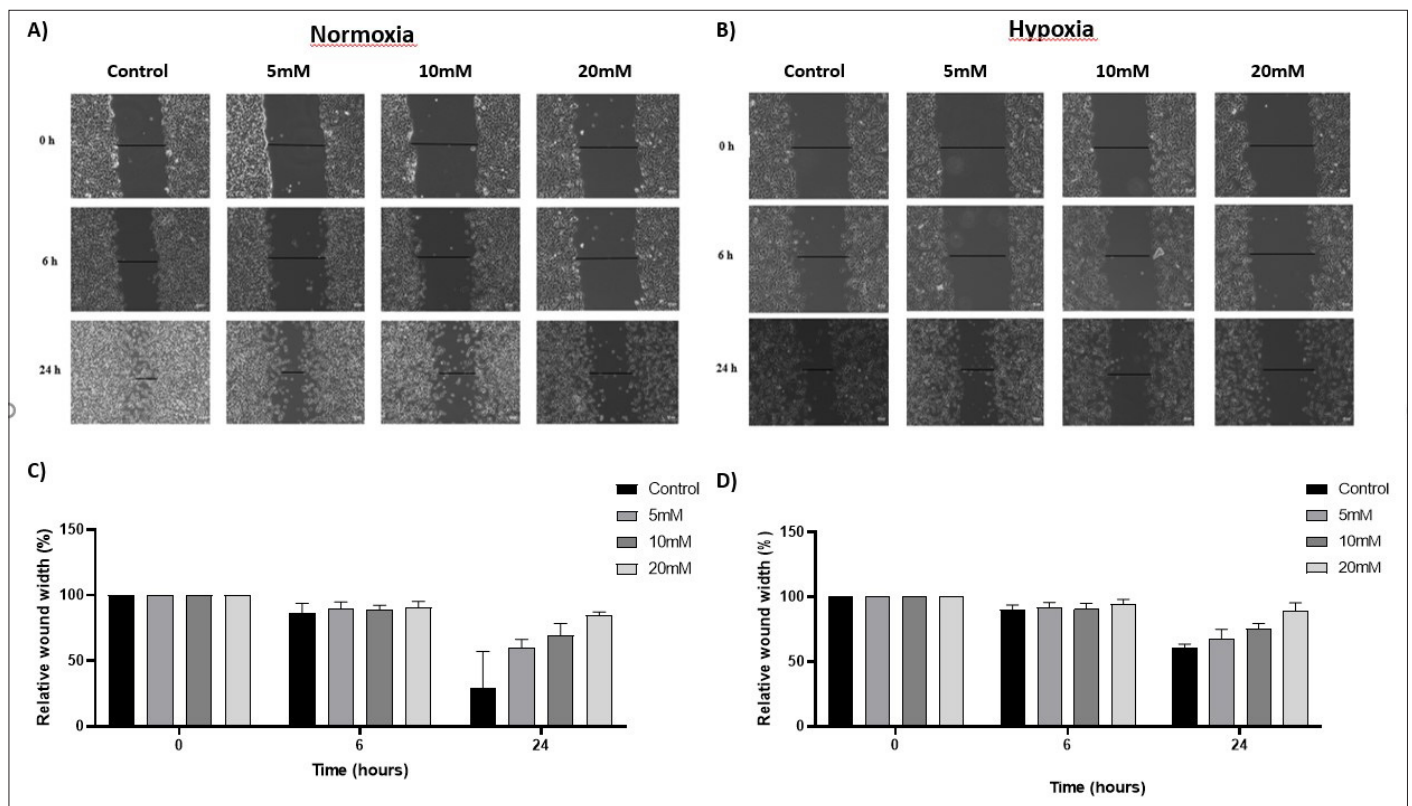 A)
Normoxia
Control 5mM 10mM 20mM
0 h
6 h
24 h
B)
Hypoxia
Control 5mM 10mM 20mM
0 h
6 h
24 h
C)
Control
5mM
10mM
20mM
Relative wound width (%)
150
100
50
0
0 6 24
Time (hours)
D)
Control
5mM
10mM
20mM
Relative wound width (%)
150
100
50
0
0 6 24
Time (hours)